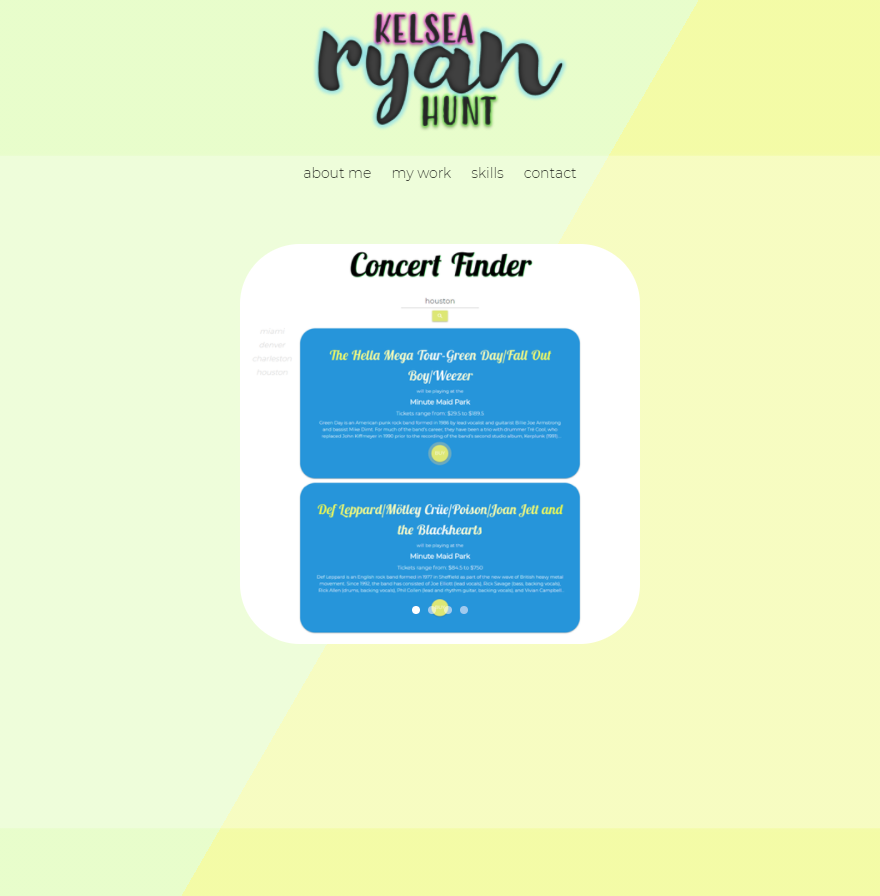 KELSEA
ryan
HUNT
about me my work skills contact
Concert Finder
houston
miami
denver
charleston
houston
The Hella Mega Tour-Green Day/Fall Out
Boy/Weezer
will be playing at the
Minute Maid Park
Tickets range from: $29.5 to $189.5
Green Day is an American punk rock band formed in 1986 by lead vocalist and guitarist Billie Joe Armstrong
and bassist Mike Dirnt. For much of the band's career, they have been a trio with drummer Tré Cool, who
replaced John Kiffmeyer in 1990 prior to the recording of the band's second studio album, Kerplunk (1991)...
Def Leppard/Mötley Crüe/Poison/Joan Jett and
the Blackhearts
will be playing at the
Minute Maid Park
Tickets range from: $84.5 to $750
Def Leppard is an English rock band formed in 1977 in Sheffield as part of the new wave of British heavy metal
movement. Since 1992, the band has consisted of Joe Elliott (lead vocals), Rick Savage (bass, backing vocals),
Rick Allen (drums, backing vocals), Phil Collen (lead and rhythm guitar, backing vocals), and Vivian Campbell...